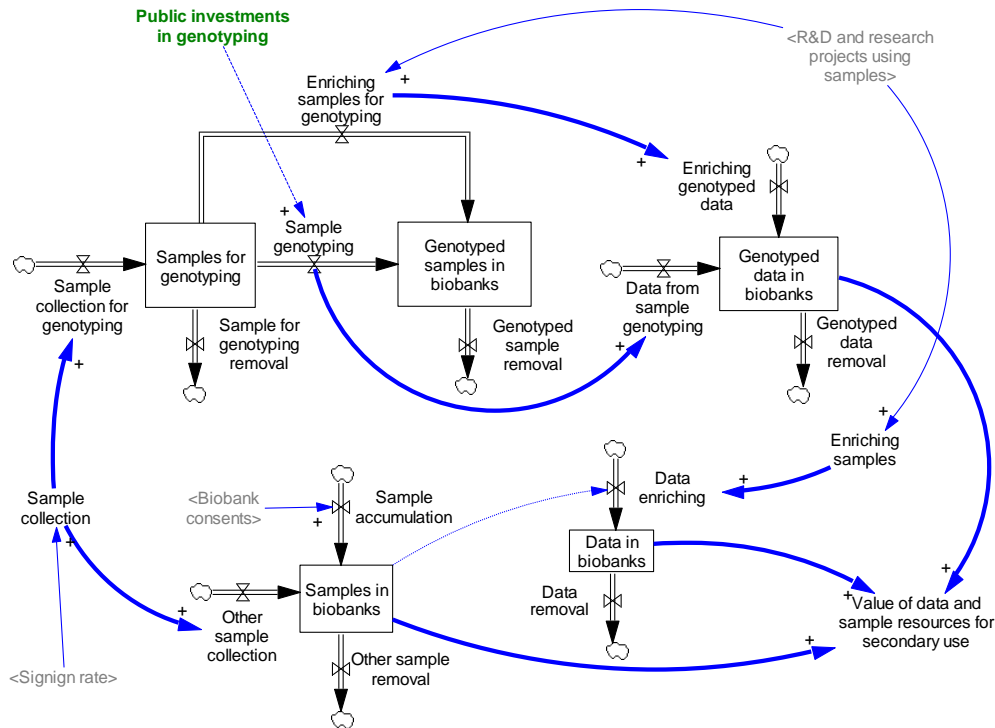 Public investments
in genotyping
<R&D and research
projects using
samples>
+
Enriching
samples for
genotyping
+
+
Enriching
genotyped
data
+
Sample
genotyping
Samples for
genotyping
Genotyped
samples in
biobanks
Genotyped
data in
biobanks
Sample
collection for
genotyping
+
Sample for
genotyping
removal
Genotyped
sample
removal
Data from
sample
genotyping
+
Genotyped
data
removal
+
Enriching
samples
Sample
collection
+
<Biobank
consents>
+
Sample
accumulation
Data
enriching
+
Samples in
biobanks
Data in
biobanks
+
Other
sample
collection
Other sample
removal
Data
removal
+
+
+
Value of data and
sample resources for
secondary use
<Signign rate>